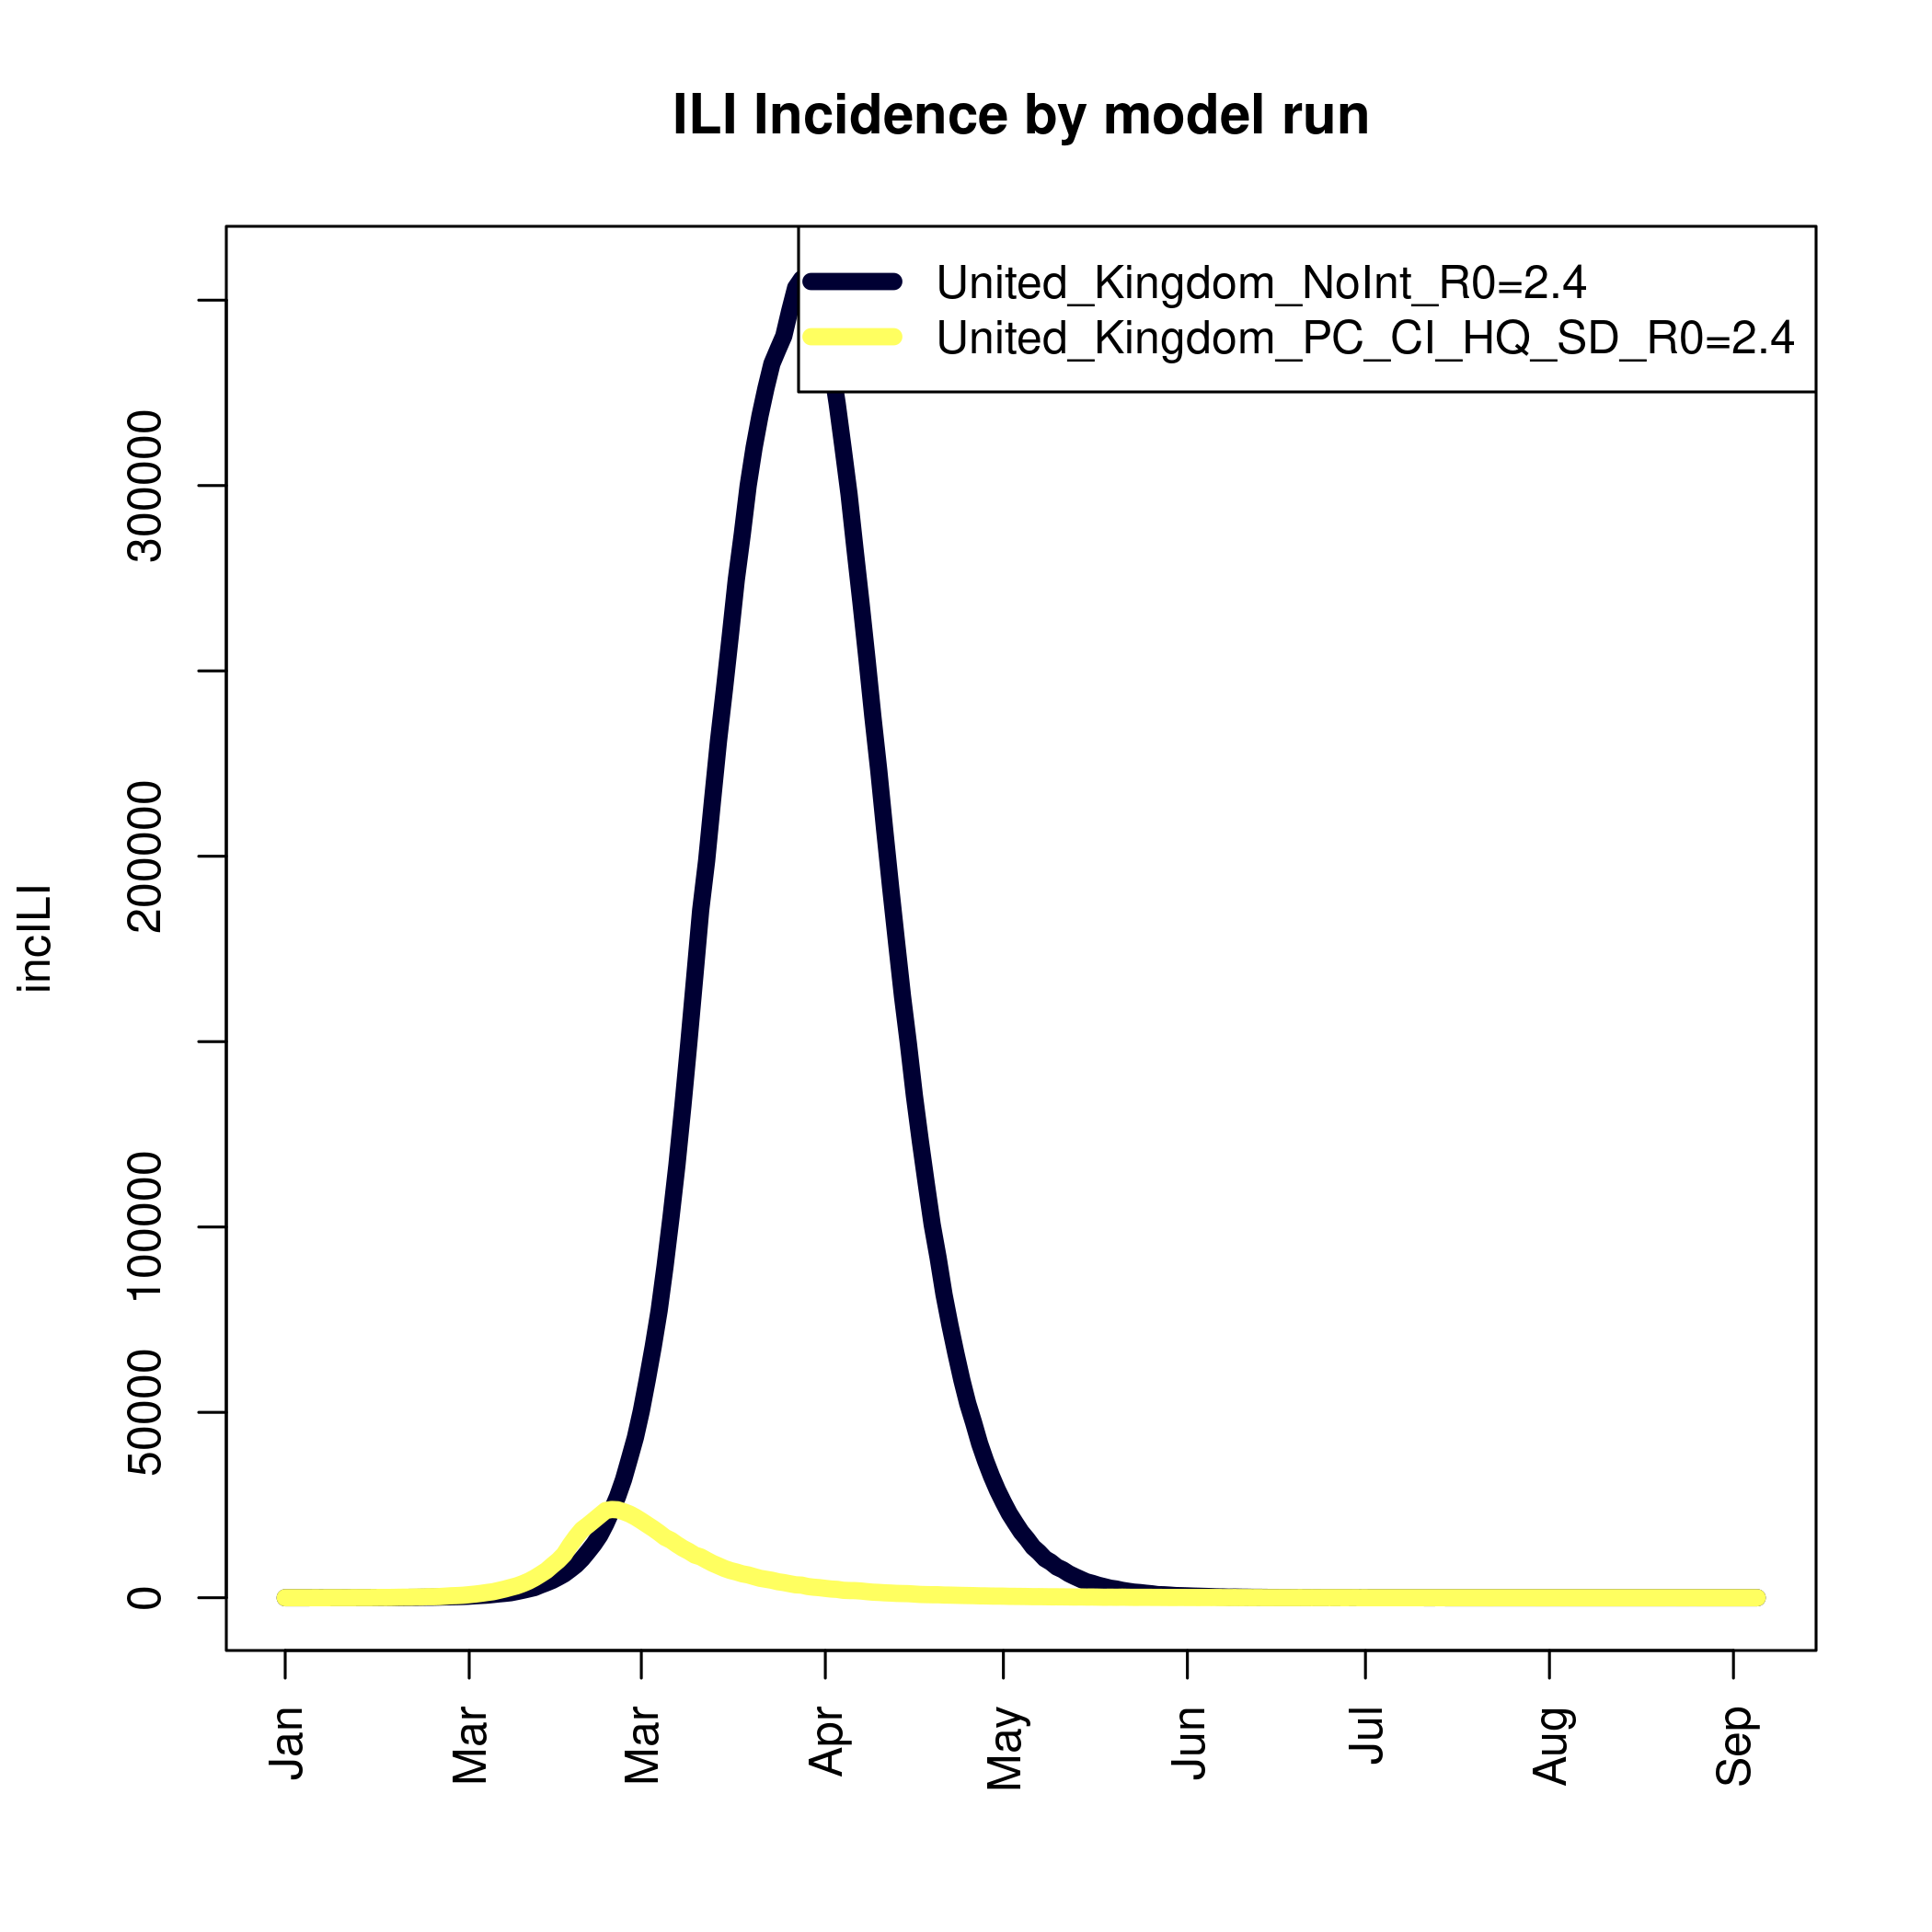 ILI Incidence by model run
United_Kingdom_NoInt_R0=2.4
United_Kingdom_PC_CI_HQ_SD_R0=2.4
incILI
300000
200000
100000
50000
0
Jan
Mar
Mar
Apr
May
Jun
Jul
Aug
Sep